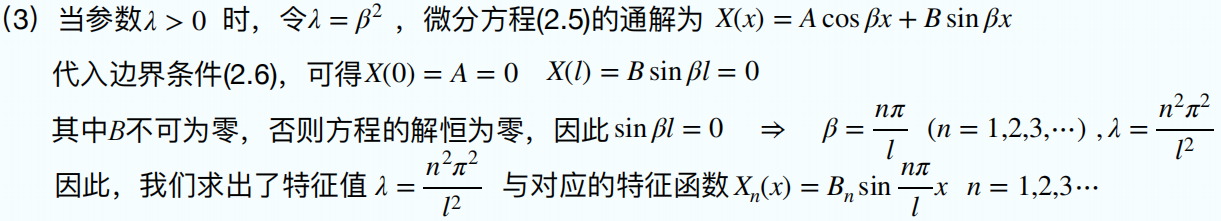 (3) 当参数λ > 0 时，令λ = β² ，微分方程(2.5)的通解为 X(x) = A cos βx + B sin βx
代入边界条件(2.6)，可得X(0) = A = 0 X(l) = B sin βl = 0
其中B不可为零，否则方程的解恒为零，因此 sin βl = 0 ⇒ β = nπ/l (n = 1,2,3,⋯) , λ = n²π²/l²
因此，我们求出了特征值 λ = n²π²/l² 与对应的特征函数 Xₙ(x) = Bₙ sin nπ/l x n = 1,2,3⋯